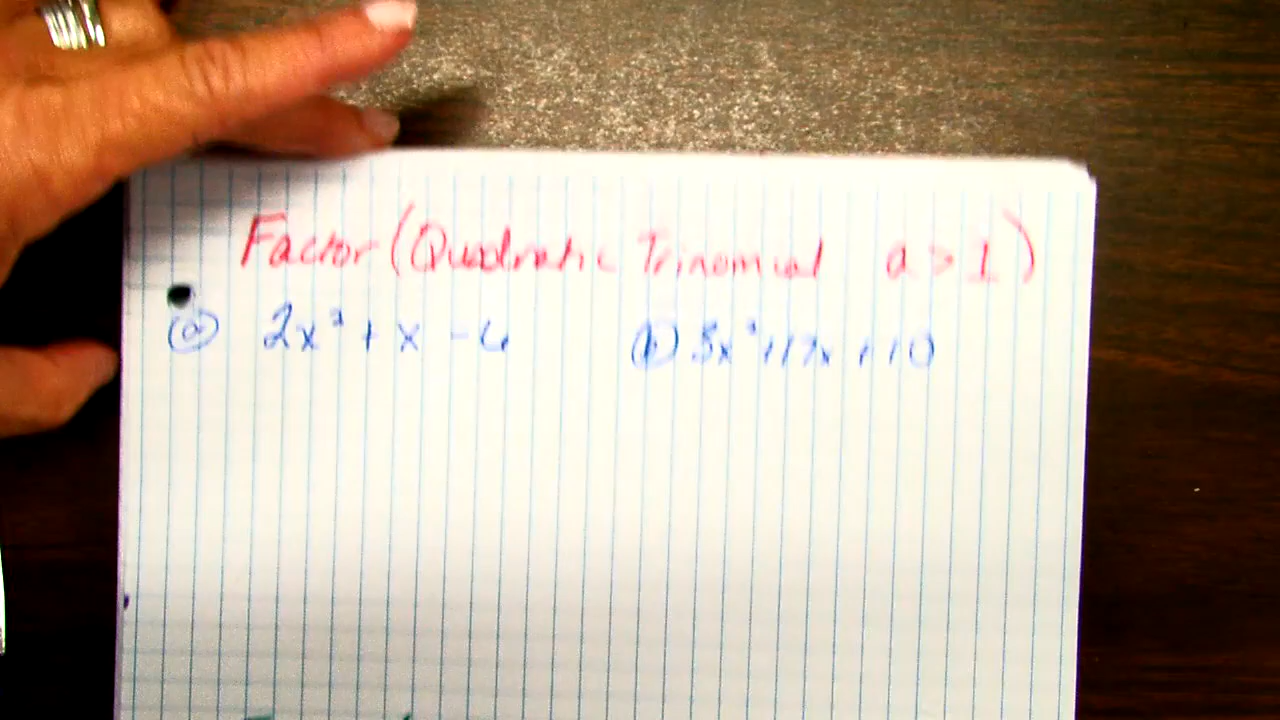 Factor (Quadratic Trinomial a > 1)
(a) 2x² + x - 6 (b) 3x² + 17x + 10